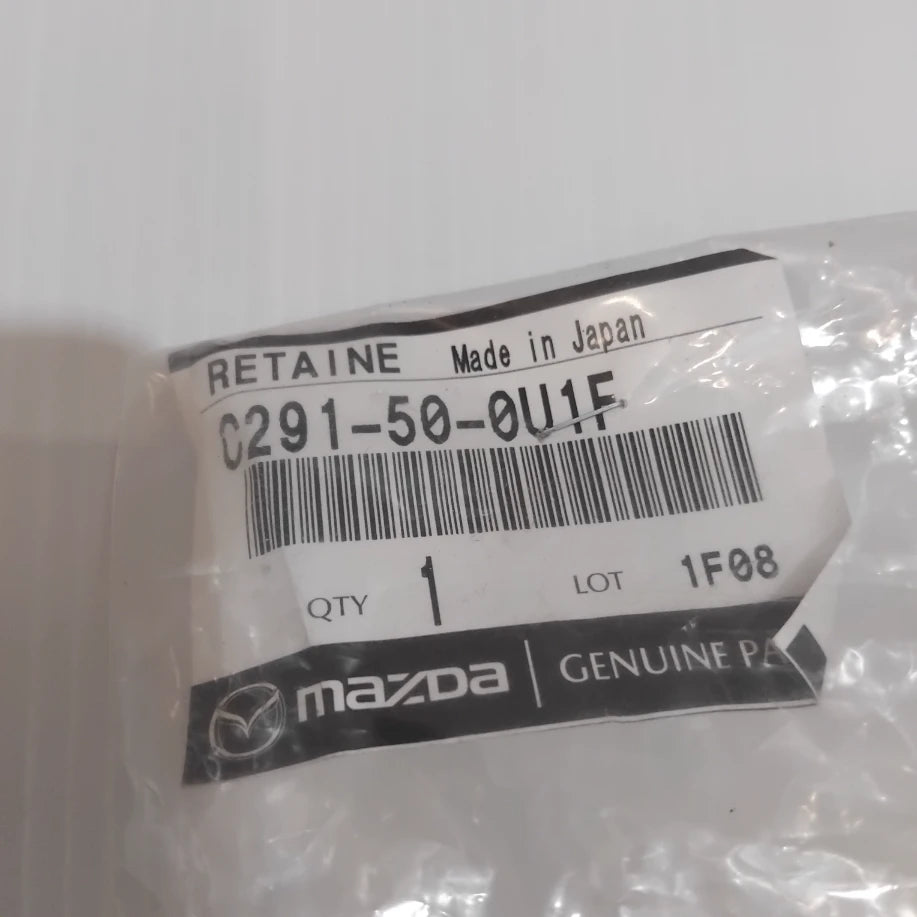 RETAINE Made in Japan
C291-50-0U1F
QTY 1 LOT 1F08
mazda GENUINE PA